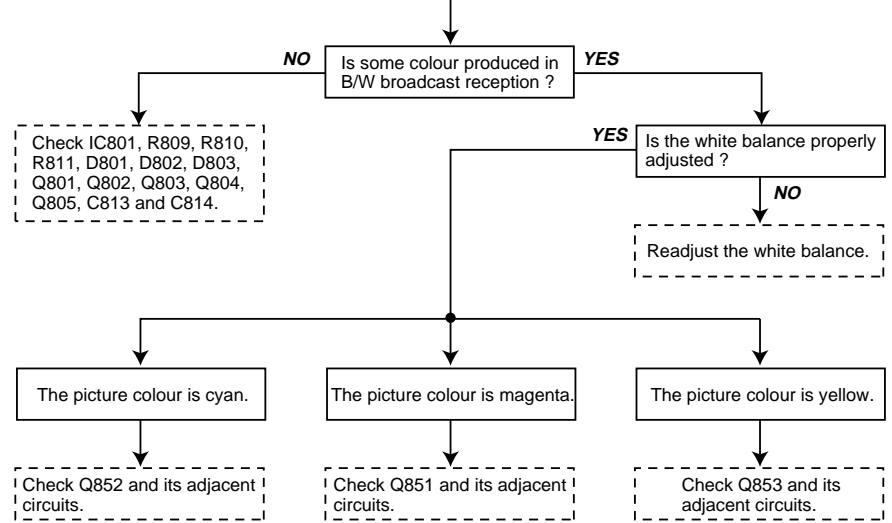 NO
Is some colour produced in
B/W broadcast reception ?
YES
Check IC801, R809, R810,
R811, D801, D802, D803,
Q801, Q802, Q803, Q804,
Q805, C813 and C814.
YES
Is the white balance properly
adjusted ?
NO
Readjust the white balance.
The picture colour is cyan.
The picture colour is magenta.
The picture colour is yellow.
Check Q852 and its adjacent
circuits.
Check Q851 and its adjacent
circuits.
Check Q853 and its
adjacent circuits.